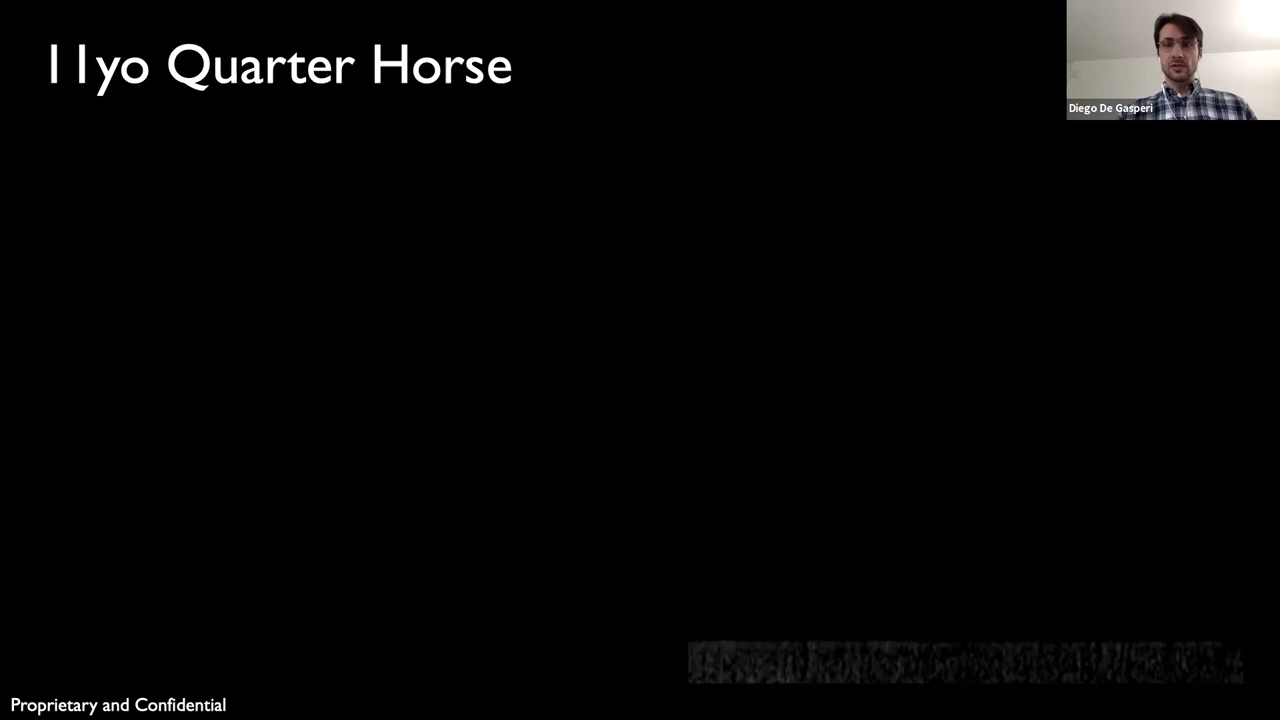 11yo Quarter Horse
Diego De Gasperi
Proprietary and Confidential